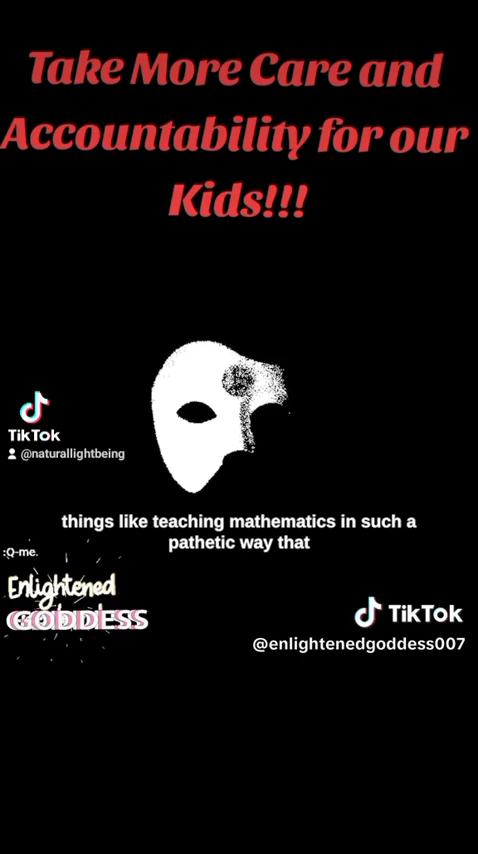 Take More Care and
Accountability for our
Kids!!!
TikTok
@naturallightbeing
things like teaching mathematics in such a
pathetic way that
:Q-me.
Enlightened
GODDESS
TikTok
@enlightenedgoddess007